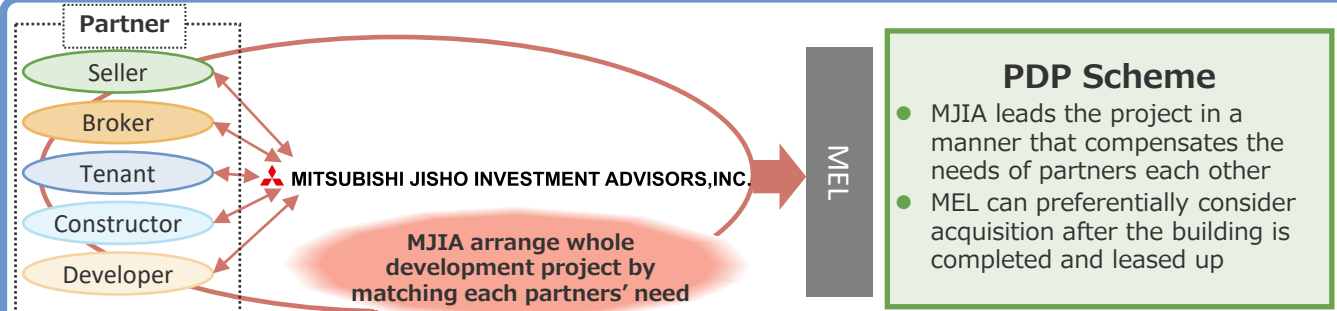 Partner
Seller
Broker
Tenant
Constructor
Developer
MITSUBISHI JISHO INVESTMENT ADVISORS,INC.
MJIA arrange whole
development project by
matching each partners’ need
MEL
PDP Scheme
● MJIA leads the project in a
manner that compensates the
needs of partners each other
● MEL can preferentially consider
acquisition after the building is
completed and leased up